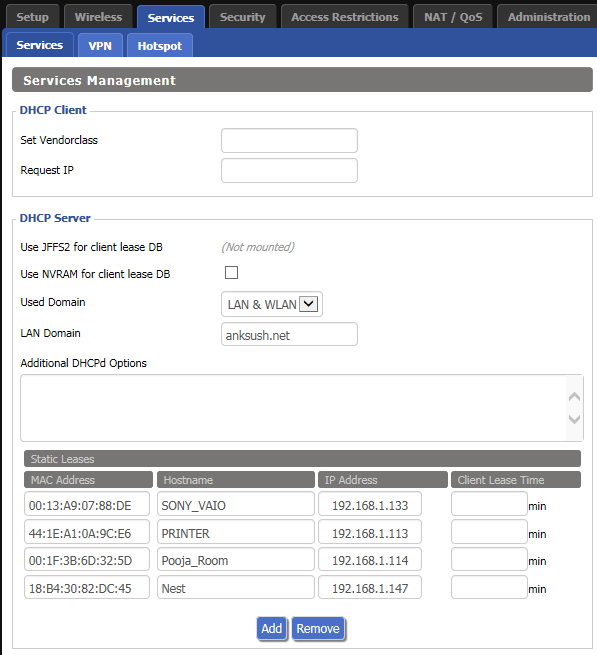 Setup Wireless Services Security Access Restrictions NAT / QoS Administration
Services VPN Hotspot
Services Management
DHCP Client
Set Vendorclass
Request IP
DHCP Server
Use JFFS2 for client lease DB (Not mounted)
Use NVRAM for client lease DB
Used Domain LAN & WLAN
LAN Domain anksush.net
Additional DHCPd Options
Static Leases
MAC Address Hostname IP Address Client Lease Time
00:13:A9:07:88:DE SONY_VAIO 192.168.1.133 min
44:1E:A1:0A:9C:E6 PRINTER 192.168.1.113 min
00:1F:3B:6D:32:5D Pooja_Room 192.168.1.114 min
18:B4:30:82:DC:45 Nest 192.168.1.147 min
Add Remove